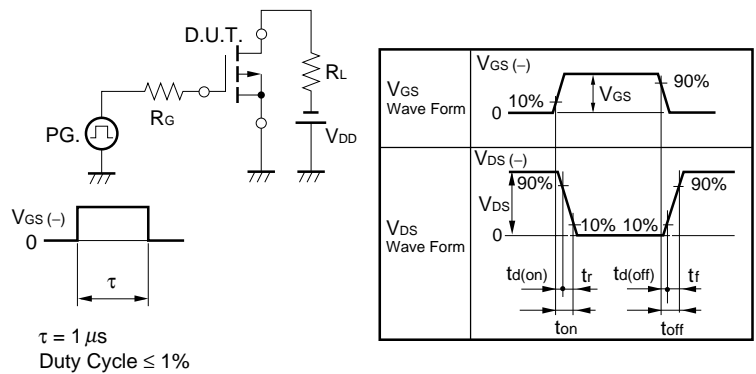 D.U.T.
RL
RG
PG.
VDD
VGS (−)
0
τ
τ = 1 μs
Duty Cycle ≤ 1%
VGS
Wave Form
VGS (−)
10%
VGS
90%
0
VDS
Wave Form
VDS (−)
90%
90%
VDS
10% 10%
0
td(on) tr td(off) tf
ton toff